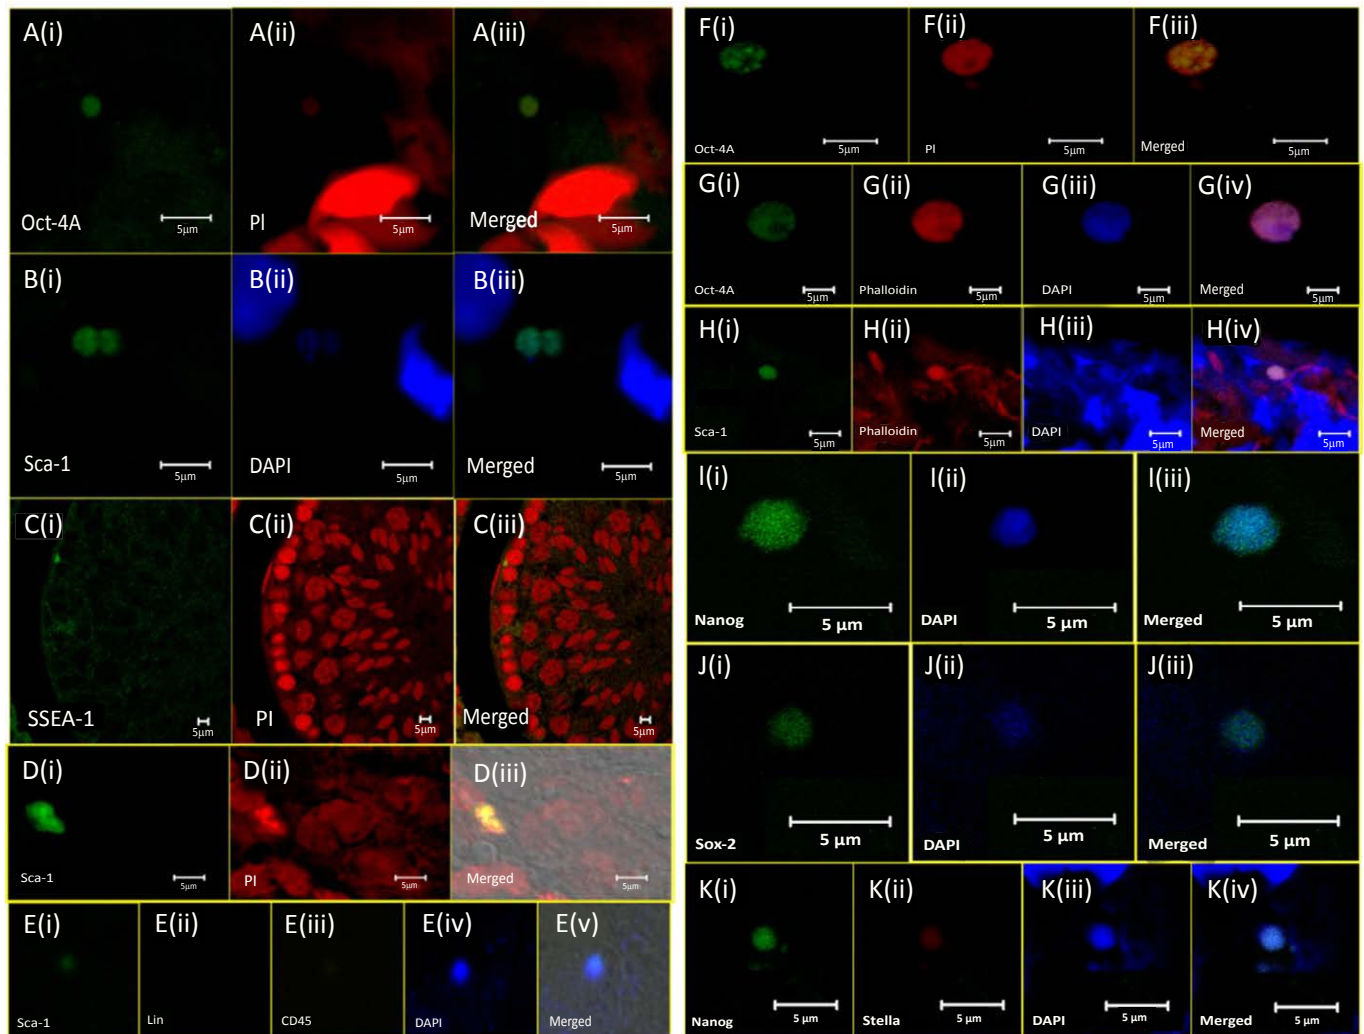 A(i) A(ii) A(iii)
Oct-4A PI Merged
5µm 5µm 5µm
B(i) B(ii) B(iii)
Sca-1 DAPI Merged
5µm 5µm 5µm
C(i) C(ii) C(iii)
SSEA-1 PI Merged
5µm 5µm 5µm
D(i) D(ii) D(iii)
Sca-1 PI Merged
5µm 5µm 5µm
E(i) E(ii) E(iii) E(iv) E(v)
Sca-1 Lin CD45 DAPI Merged
F(i) F(ii) F(iii)
Oct-4A PI Merged
5µm 5µm 5µm
G(i) G(ii) G(iii) G(iv)
Oct-4A Phalloidin DAPI Merged
5µm 5µm 5µm 5µm
H(i) H(ii) H(iii) H(iv)
Sca-1 Phalloidin DAPI Merged
5µm 5µm 5µm 5µm
I(i) I(ii) I(iii)
Nanog DAPI Merged
5 µm 5 µm 5 µm
J(i) J(ii) J(iii)
Sox-2 DAPI Merged
5 µm 5 µm 5 µm
K(i) K(ii) K(iii) K(iv)
Nanog Stella DAPI Merged
5 µm 5 µm 5 µm 5 µm